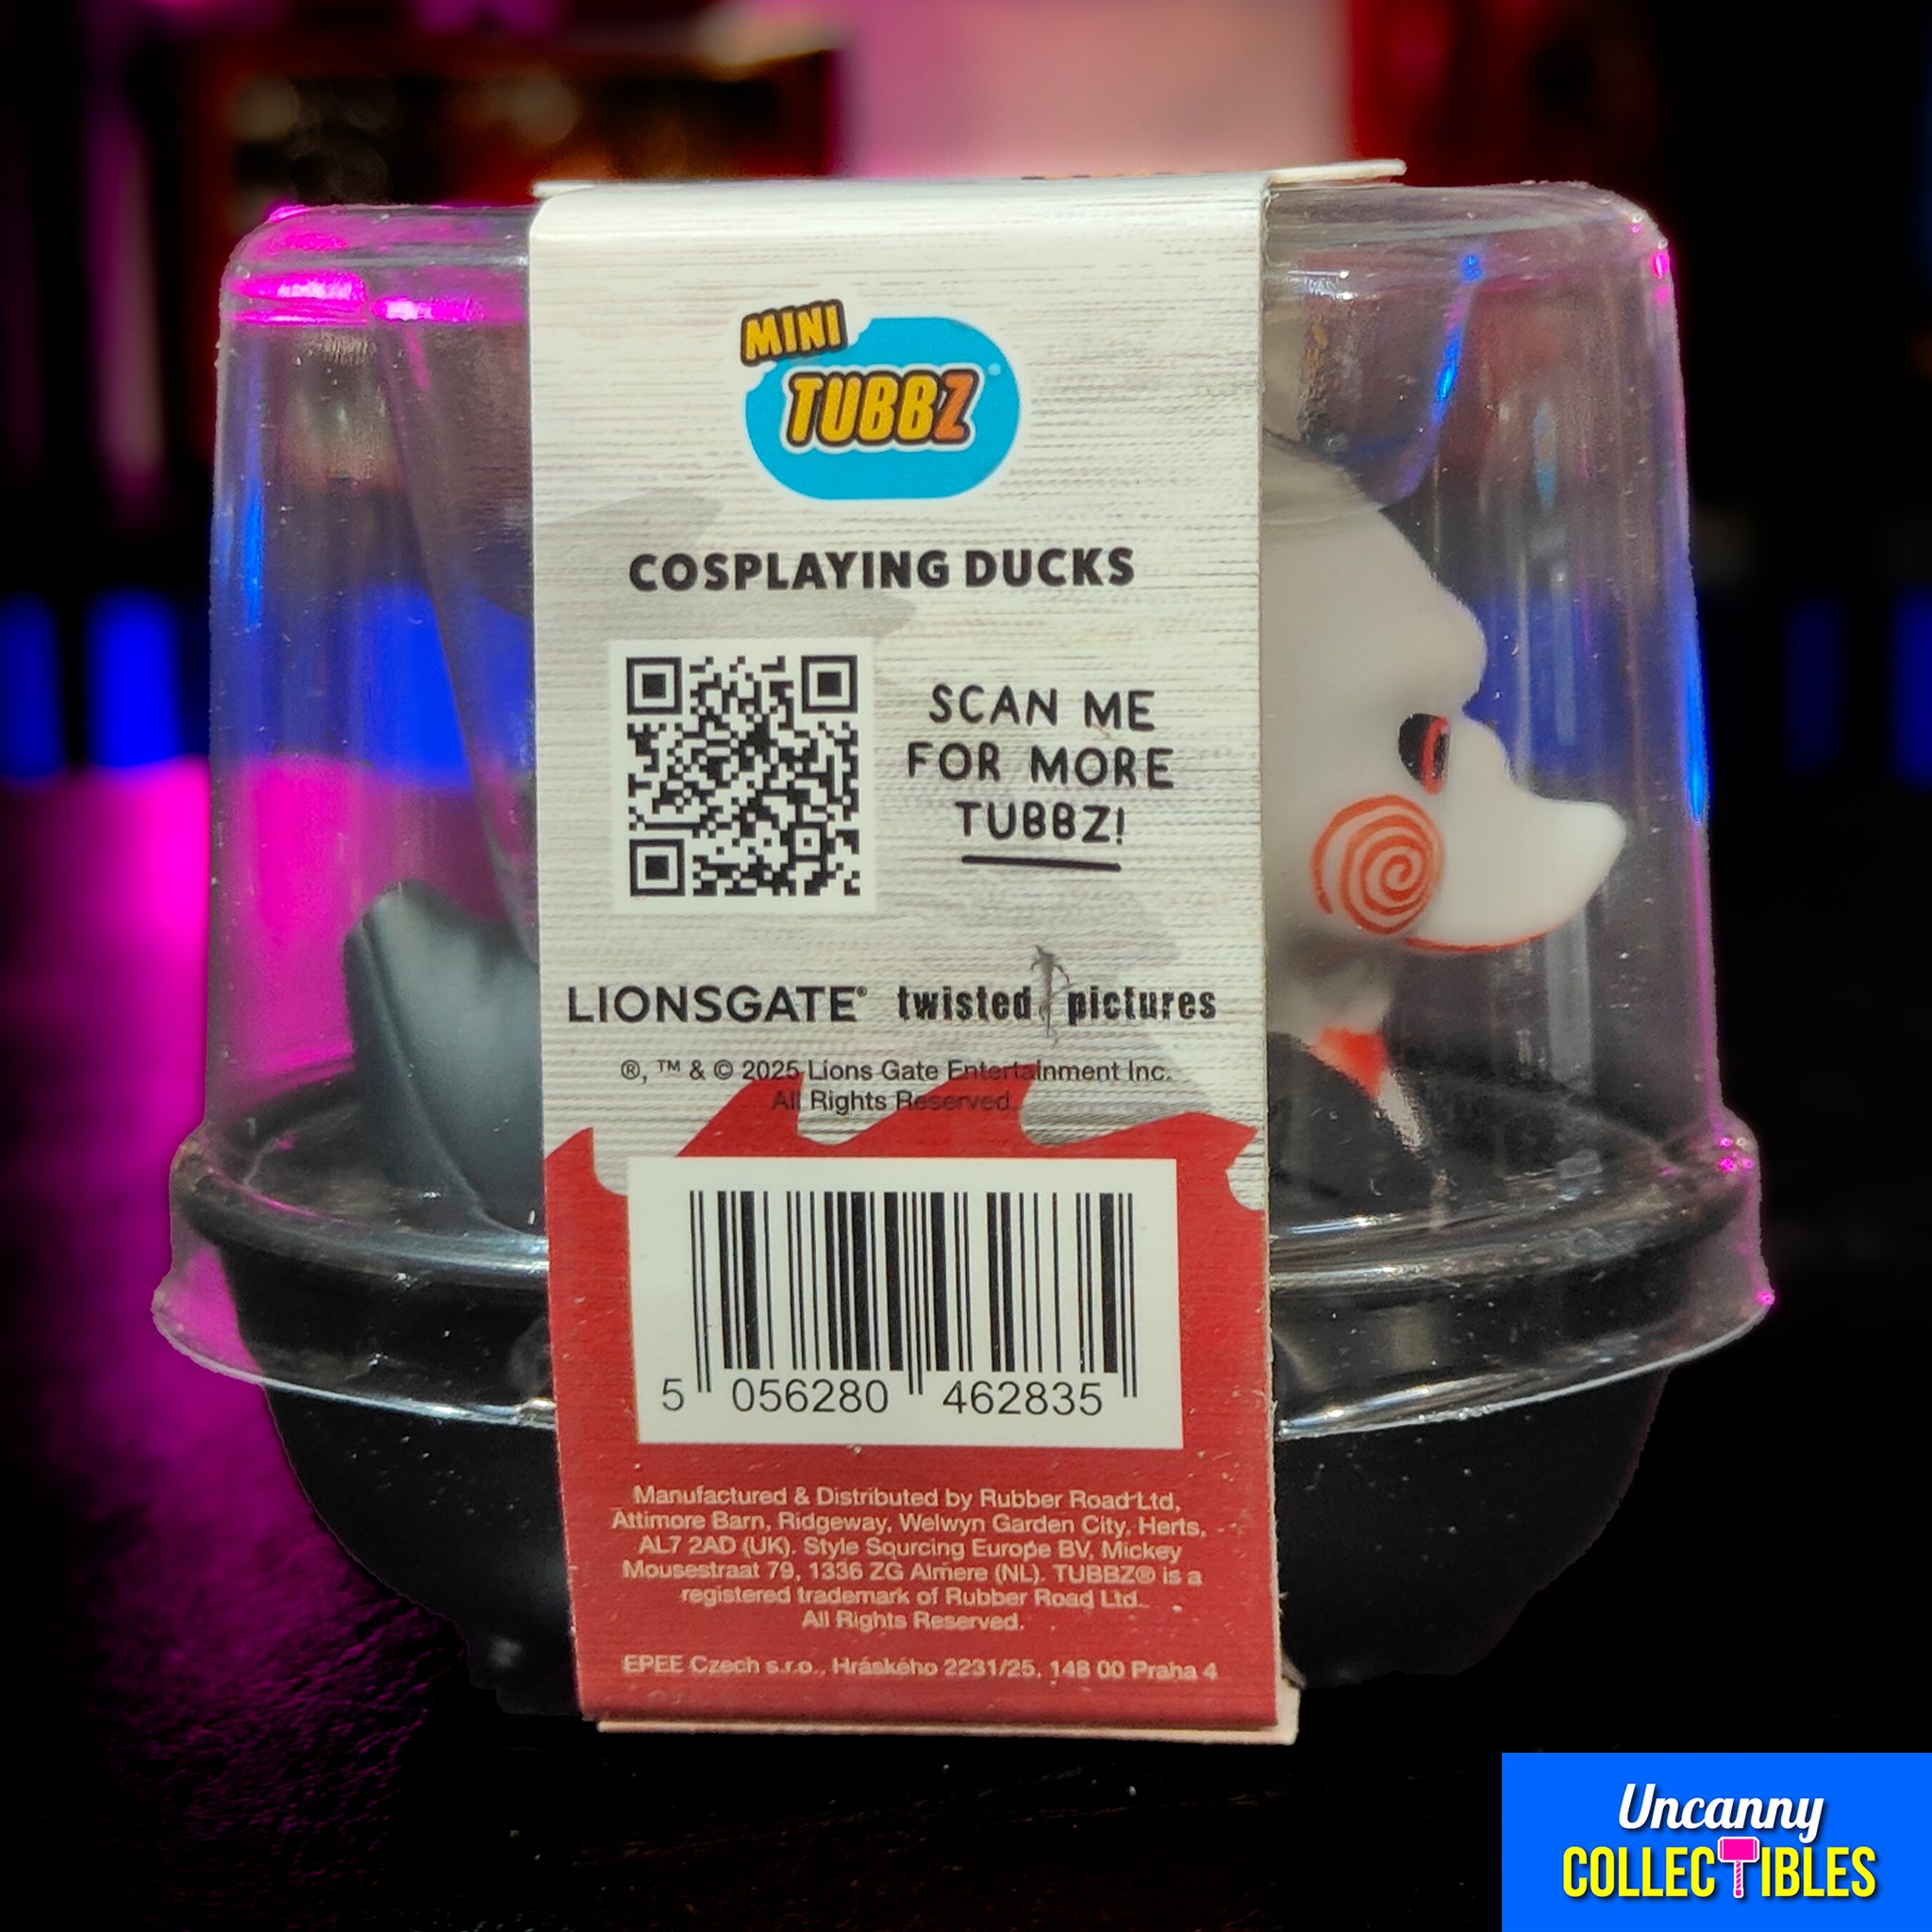 MINI
TUBBZ
COSPLAYING DUCKS
SCAN ME
FOR MORE
TUBBZ!
LIONSGATE® twisted pictures
®, ™ & © 2025 Lions Gate Entertainment Inc.
All Rights Reserved
5 056280 462835
Manufactured & Distributed by Rubber Road Ltd,
Attimore Barn, Ridgeway, Welwyn Garden City, Herts,
AL7 2AD (UK). Style Sourcing Europe BV, Mickey
Mousestraat 79, 1336 ZG Almere (NL). TUBBZ® is a
registered trademark of Rubber Road Ltd.
All Rights Reserved.
EPEE Czech s.r.o., Hráského 2231/25, 148 00 Praha 4
Uncanny
COLLECTIBLES